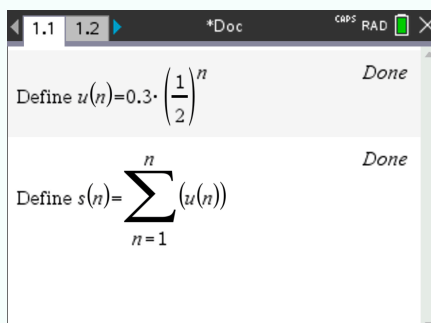 1.1 1.2 *Doc CAPS RAD
Define u(n)=0.3·(1/2)^n Done
Define s(n)=∑_{n=1}^{n}(u(n)) Done